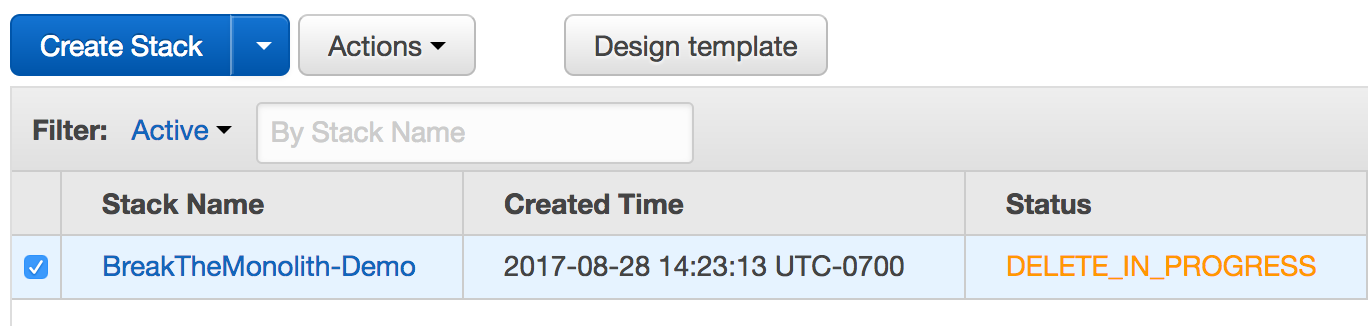 Create Stack Actions Design template
Filter: Active By Stack Name
Stack Name Created Time Status
BreakTheMonolith-Demo 2017-08-28 14:23:13 UTC-0700 DELETE_IN_PROGRESS